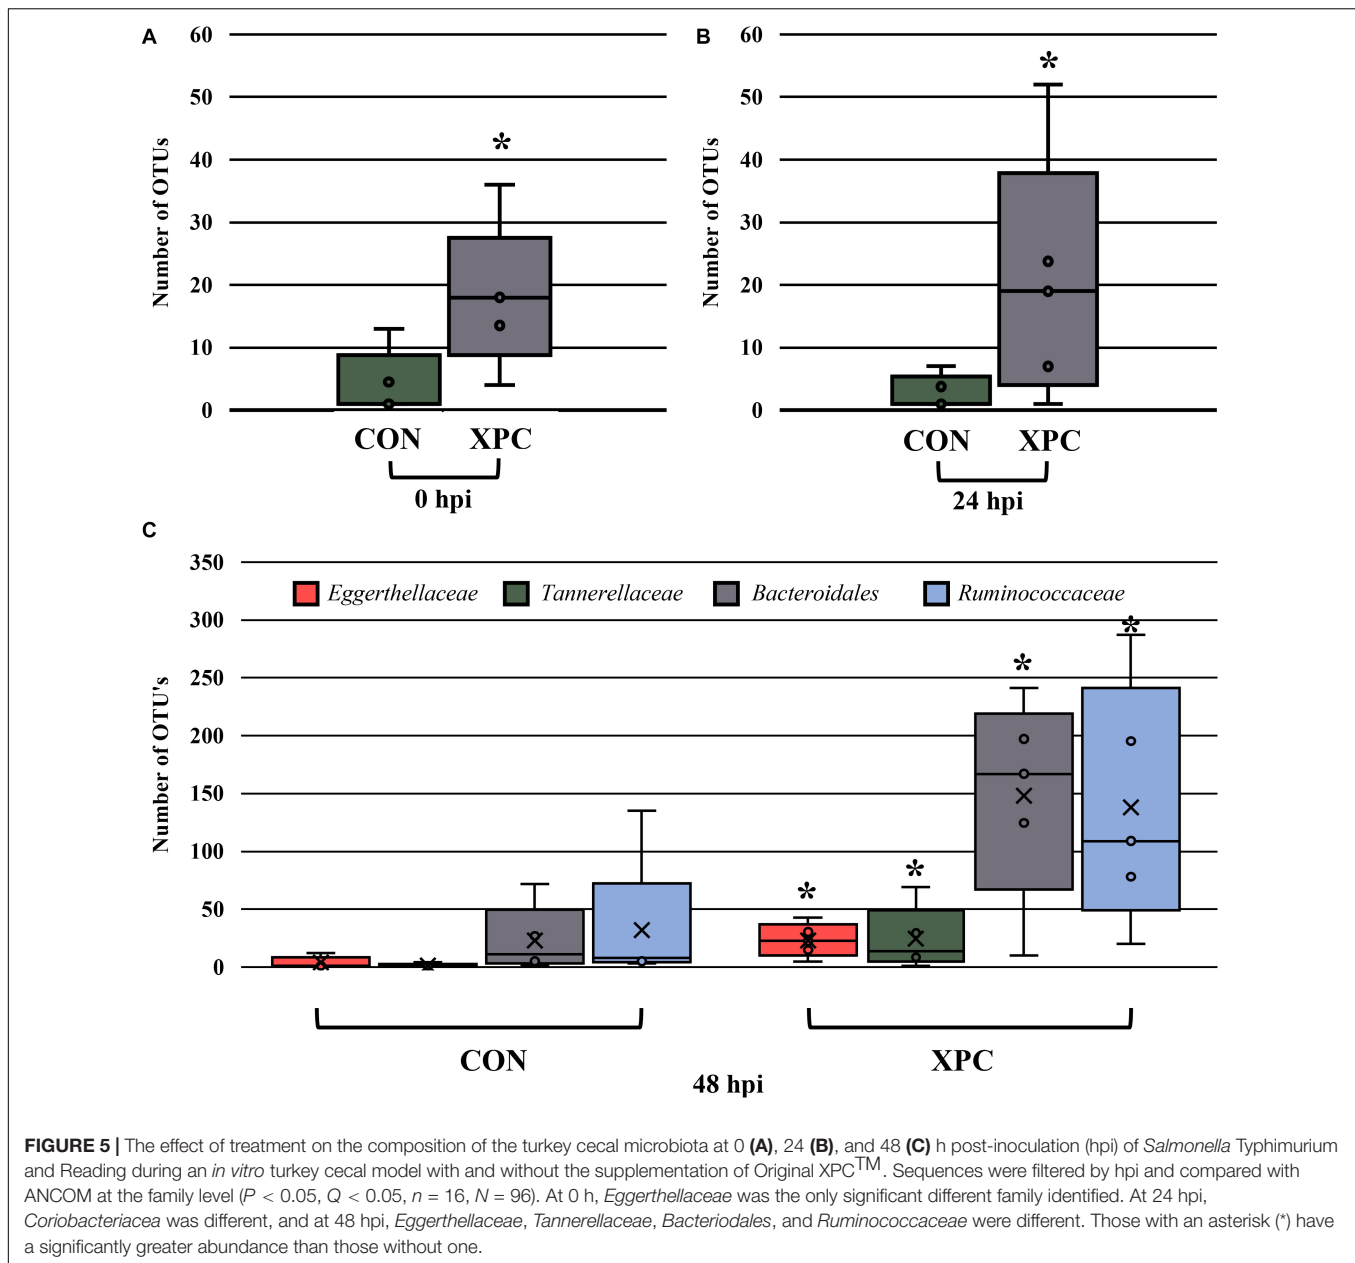 A
60
50
40
30
20
10
0
Number of OTUs
*
CON
XPC
0 hpi
B
60
50
40
30
20
10
0
Number of OTUs
*
CON
XPC
24 hpi
C
350
300
250
200
150
100
50
0
Number of OTU's
Eggerthellaceae
Tannerellaceae
Bacteroidales
Ruminococcaceae
* * * *
CON
XPC
48 hpi
FIGURE 5 | The effect of treatment on the composition of the turkey cecal microbiota at 0 (A), 24 (B), and 48 (C) h post-inoculation (hpi) of Salmonella Typhimurium
and Reading during an in vitro turkey cecal model with and without the supplementation of Original XPC™. Sequences were filtered by hpi and compared with
ANCOM at the family level (P < 0.05, Q < 0.05, n = 16, N = 96). At 0 h, Eggerthellaceae was the only significant different family identified. At 24 hpi,
Coriobacteriacea was different, and at 48 hpi, Eggerthellaceae, Tannerellaceae, Bacteriodales, and Ruminococcaceae were different. Those with an asterisk (*) have
a significantly greater abundance than those without one.